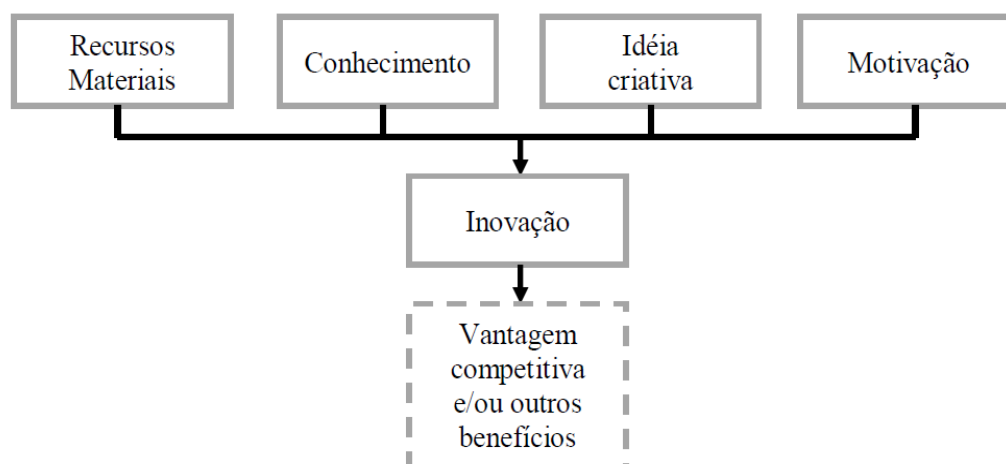 Recursos
Materiais
Conhecimento
Idéia
criativa
Motivação
Inovação
Vantagem
competitiva
e/ou outros
benefícios